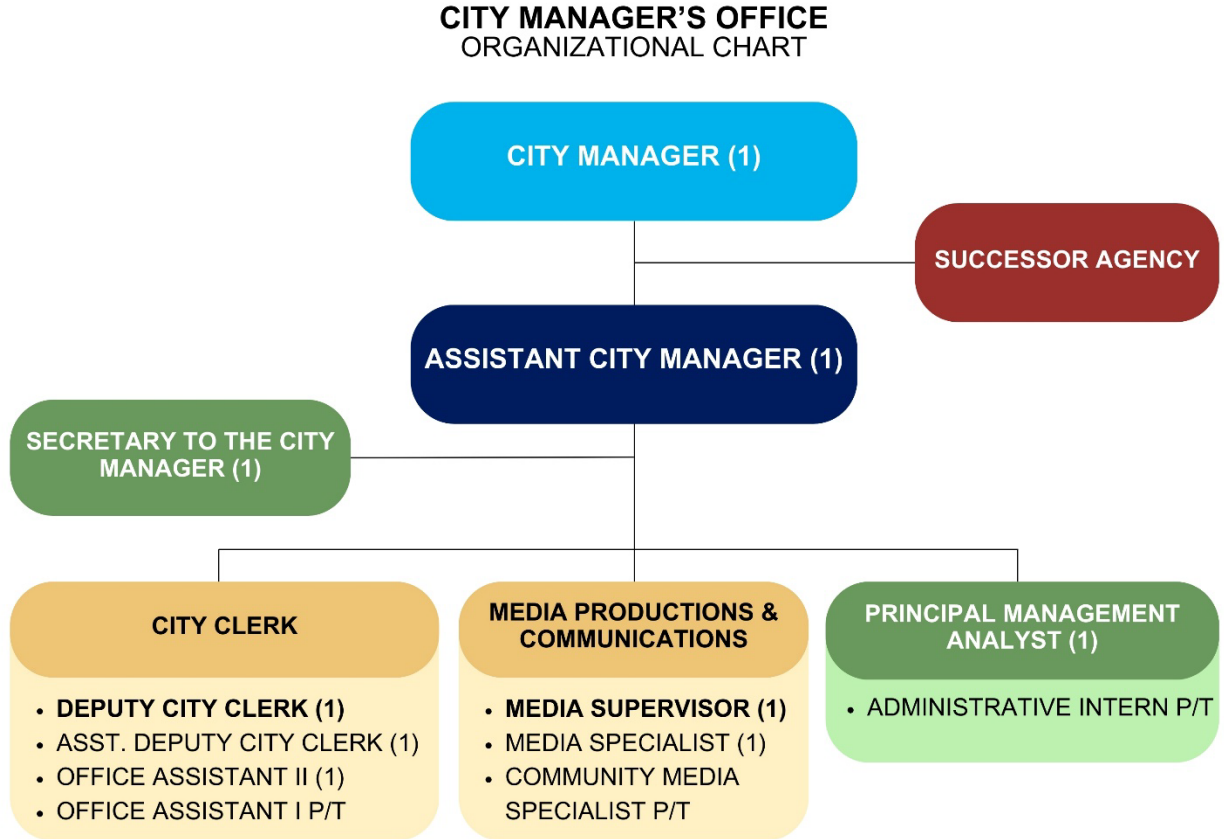 CITY MANAGER’S OFFICE
ORGANIZATIONAL CHART
CITY MANAGER (1)
SUCCESSOR AGENCY
ASSISTANT CITY MANAGER (1)
SECRETARY TO THE CITY
MANAGER (1)
CITY CLERK
• DEPUTY CITY CLERK (1)
• ASST. DEPUTY CITY CLERK (1)
• OFFICE ASSISTANT II (1)
• OFFICE ASSISTANT I P/T
MEDIA PRODUCTIONS &
COMMUNICATIONS
• MEDIA SUPERVISOR (1)
• MEDIA SPECIALIST (1)
• COMMUNITY MEDIA
SPECIALIST P/T
PRINCIPAL MANAGEMENT
ANALYST (1)
• ADMINISTRATIVE INTERN P/T